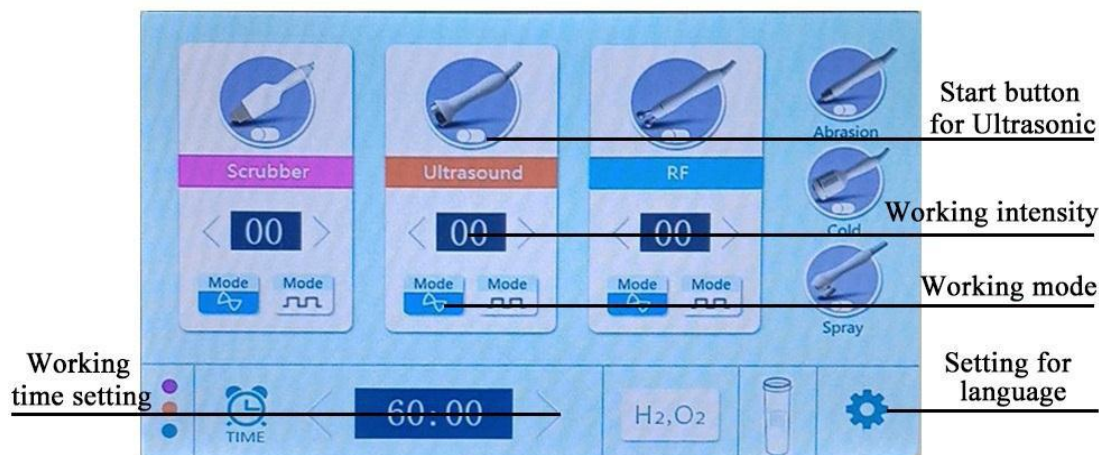 Start button
for Ultrasonic
Abrasion
Scrubber
Ultrasound
RF
00
00
00
Working intensity
Cold
Mode
Mode
Mode
Mode
Mode
Mode
Working mode
Spray
Working
time setting
TIME
60:00
H2,O2
Setting for
language